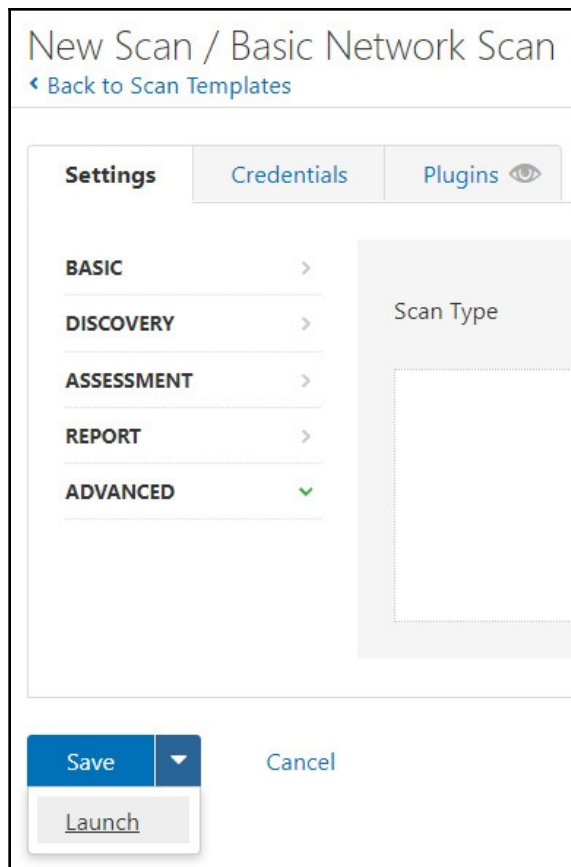 New Scan / Basic Network Scan
Back to Scan Templates
Settings Credentials Plugins
BASIC
DISCOVERY
ASSESSMENT
REPORT
ADVANCED
Scan Type
Save Cancel
Launch